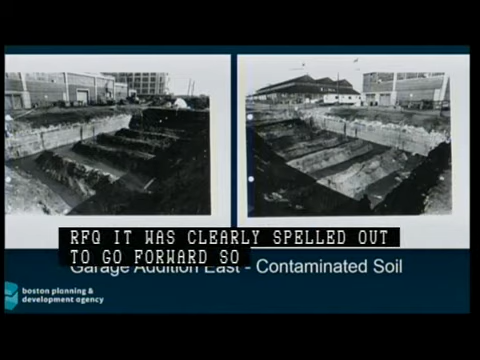 RFQ IT WAS CLEARLY SPELLED OUT
TO GO FORWARD SO
Garage Addition East - Contaminated Soil
boston planning &
development agency